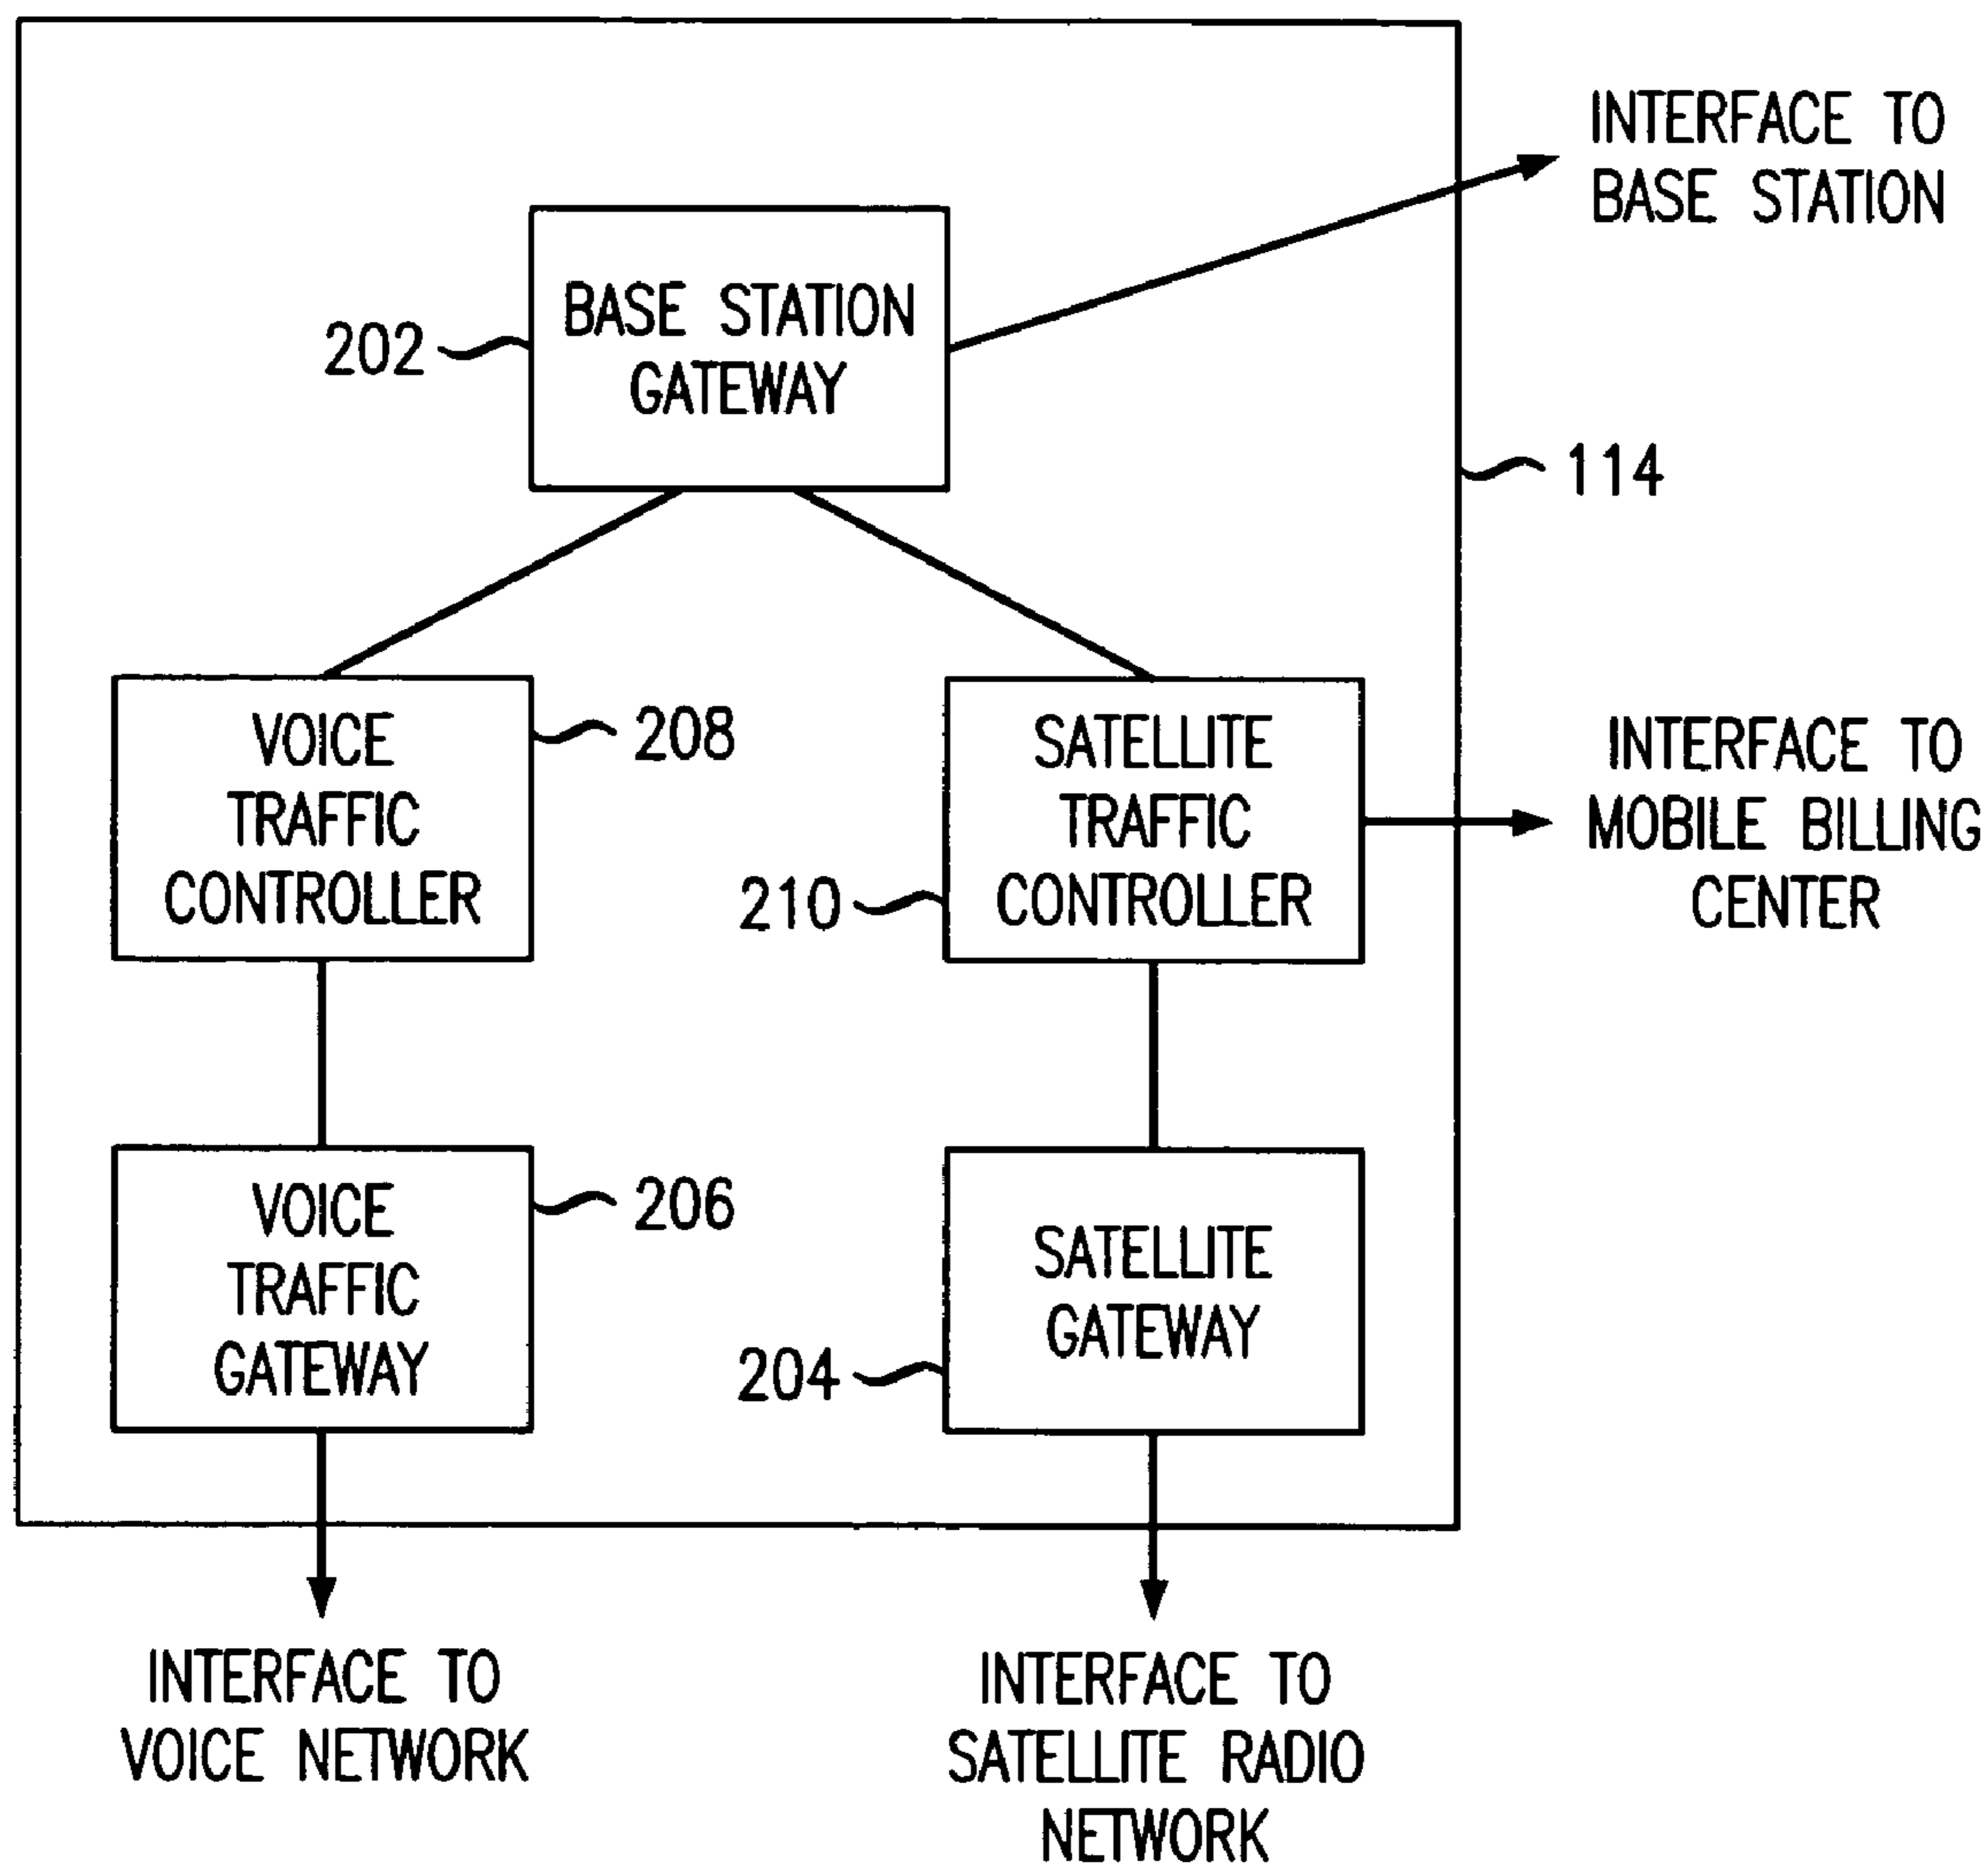 INTERFACE TO
BASE STATION
BASE STATION
GATEWAY
202
114
VOICE
TRAFFIC
CONTROLLER
208
SATELLITE
TRAFFIC
CONTROLLER
210
INTERFACE TO
MOBILE BILLING
CENTER
VOICE
TRAFFIC
GATEWAY
206
SATELLITE
GATEWAY
204
INTERFACE TO
VOICE NETWORK
INTERFACE TO
SATELLITE RADIO
NETWORK